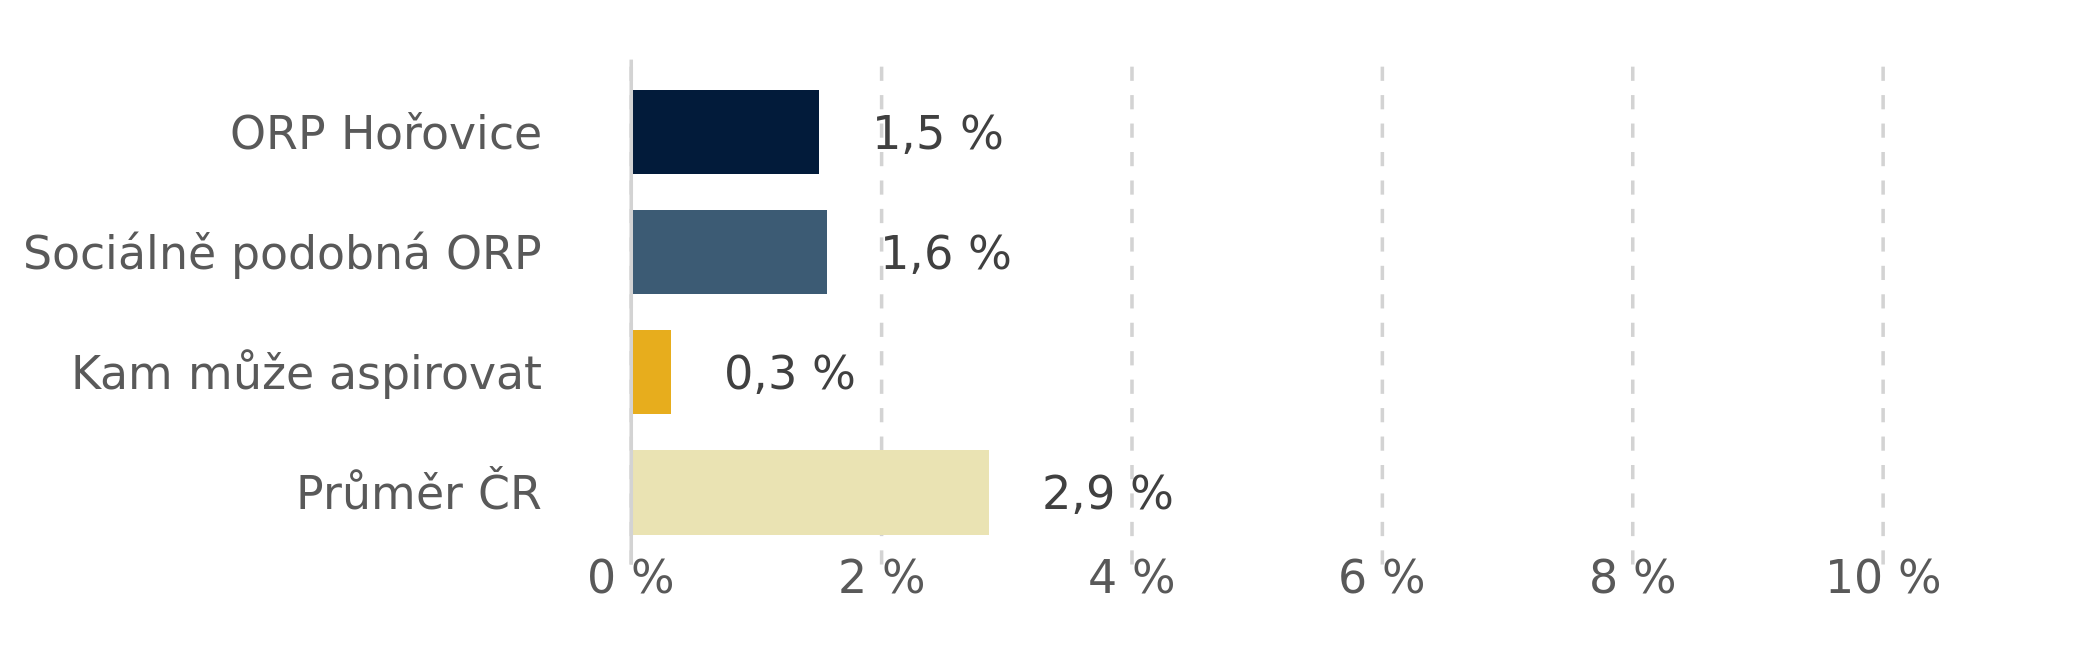 ORP Hořovice 1,5 %
Sociálně podobná ORP 1,6 %
Kam může aspirovat 0,3 %
Průměr ČR 2,9 %
0 % 2 % 4 % 6 % 8 % 10 %